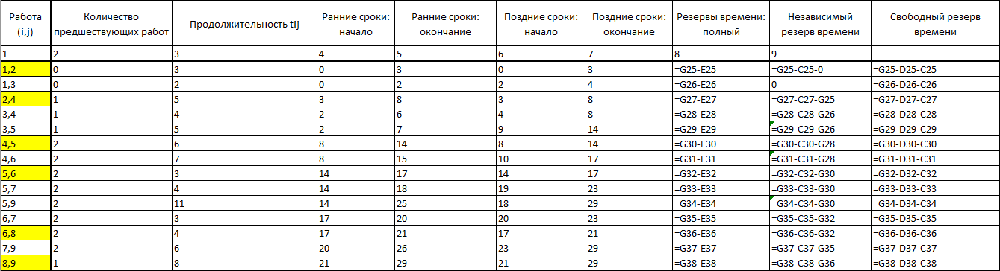 Работа (i,j) Количество предшествующих работ Продолжительность tij Ранние сроки: начало Ранние сроки: окончание Поздние сроки: начало Поздние сроки: окончание Резервы времени: полный Независимый резерв времени Свободный резерв времени
1 2 3 4 5 6 7 8 9
1,2 0 3 0 3 0 3 =G25-E25 =G25-C25-0 =G25-D25-C25
1,3 0 2 0 2 2 4 =G26-E26 0 =G26-D26-C26
2,4 1 5 3 8 3 8 =G27-E27 =G27-C27-G25 =G27-D27-C27
3,4 1 4 2 6 4 8 =G28-E28 =G28-C28-G26 =G28-D28-C28
3,5 1 5 2 7 9 14 =G29-E29 =G29-C29-G26 =G29-D29-C29
4,5 2 6 8 14 8 14 =G30-E30 =G30-C30-G28 =G30-D30-C30
4,6 2 7 8 15 10 17 =G31-E31 =G31-C31-G28 =G31-D31-C31
5,6 2 3 14 17 14 17 =G32-E32 =G32-C32-G30 =G32-D32-C32
5,7 2 4 14 18 19 23 =G33-E33 =G33-C33-G30 =G33-D33-C33
5,9 2 11 14 25 18 29 =G34-E34 =G34-C34-G30 =G34-D34-C34
6,7 2 3 17 20 20 23 =G35-E35 =G35-C35-G32 =G35-D35-C35
6,8 2 4 17 21 17 21 =G36-E36 =G36-C36-G32 =G36-D36-C36
7,9 2 6 20 26 23 29 =G37-E37 =G37-C37-G35 =G37-D37-C37
8,9 1 8 21 29 21 29 =G38-E38 =G38-C38-G36 =G38-D38-C38